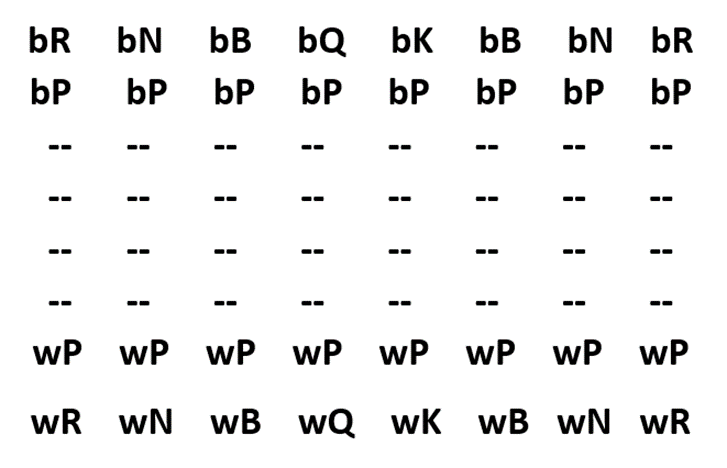 bR bN bB bQ bK bB bN bR
bP bP bP bP bP bP bP bP
-- -- -- -- -- -- -- --
-- -- -- -- -- -- -- --
-- -- -- -- -- -- -- --
-- -- -- -- -- -- -- --
wP wP wP wP wP wP wP wP
wR wN wB wQ wK wB wN wR